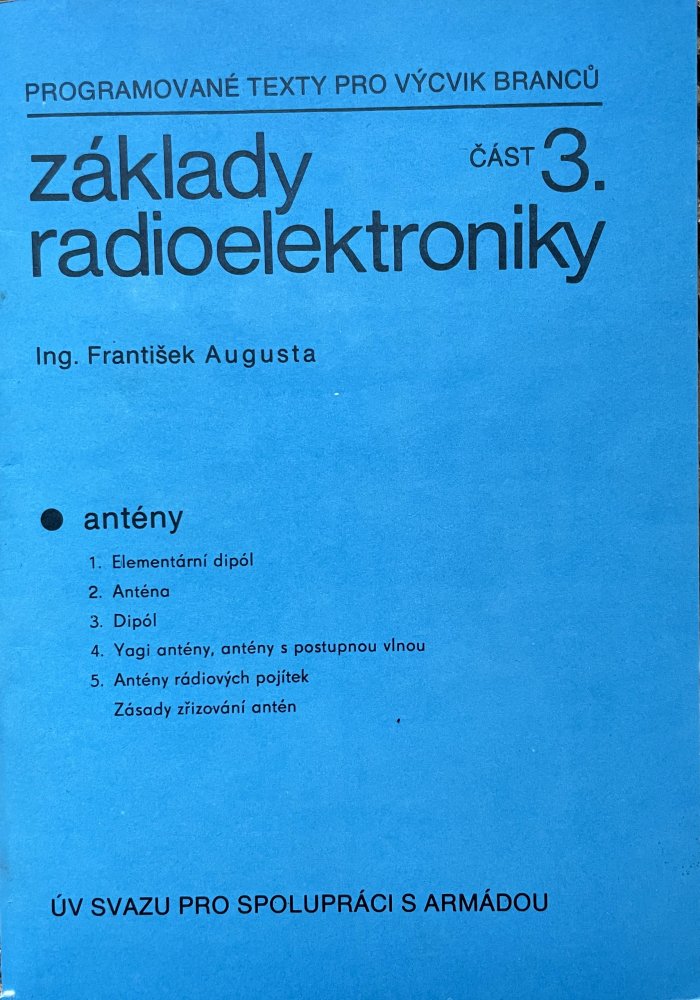 PROGRAMOVANÉ TEXTY PRO VÝCVIK BRANCŮ
základy ČÁST 3.
radioelektroniky
Ing. František Augusta
● antény
1. Elementární dipól
2. Anténa
3. Dipól
4. Yagi antény, antény s postupnou vlnou
5. Antény rádiových pojítek
Zásady zřizování antén
ÚV SVAZU PRO SPOLUPRÁCI S ARMÁDOU